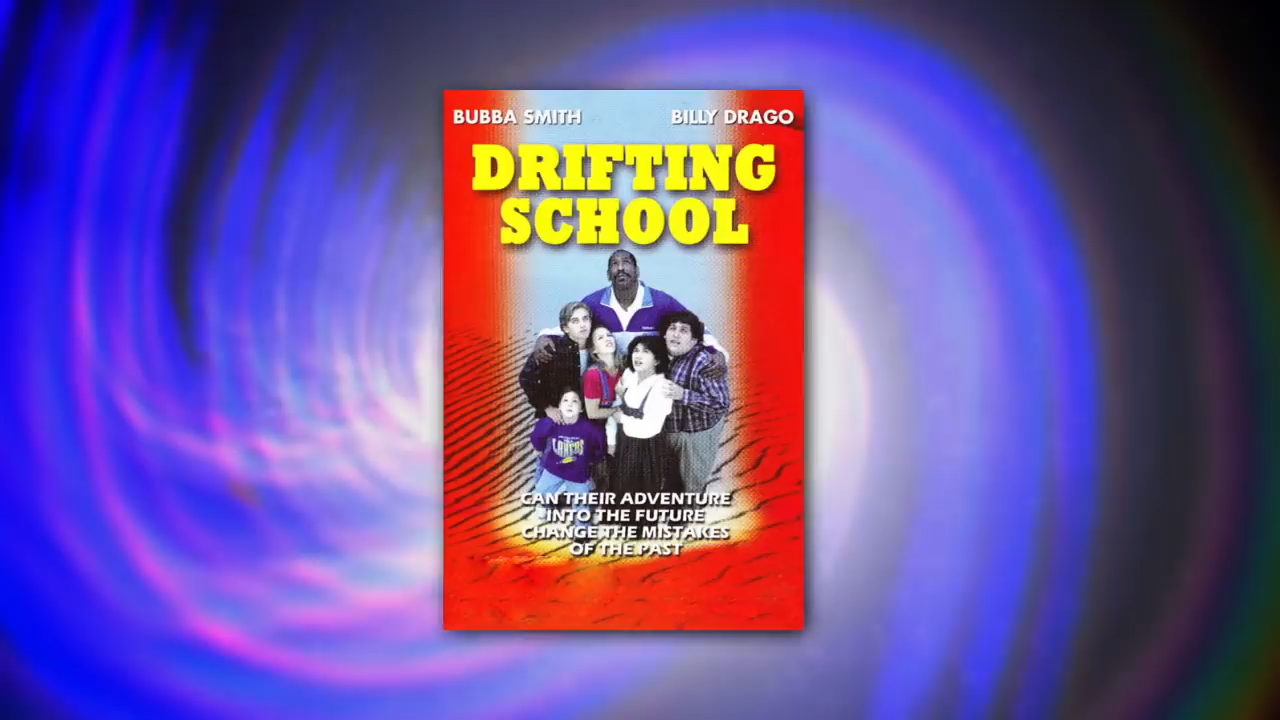 BUBBA SMITH BILLY DRAGO
DRIFTING
SCHOOL
LAKERS
CAN THEIR ADVENTURE
INTO THE FUTURE
CHANGE THE MISTAKES
OF THE PAST